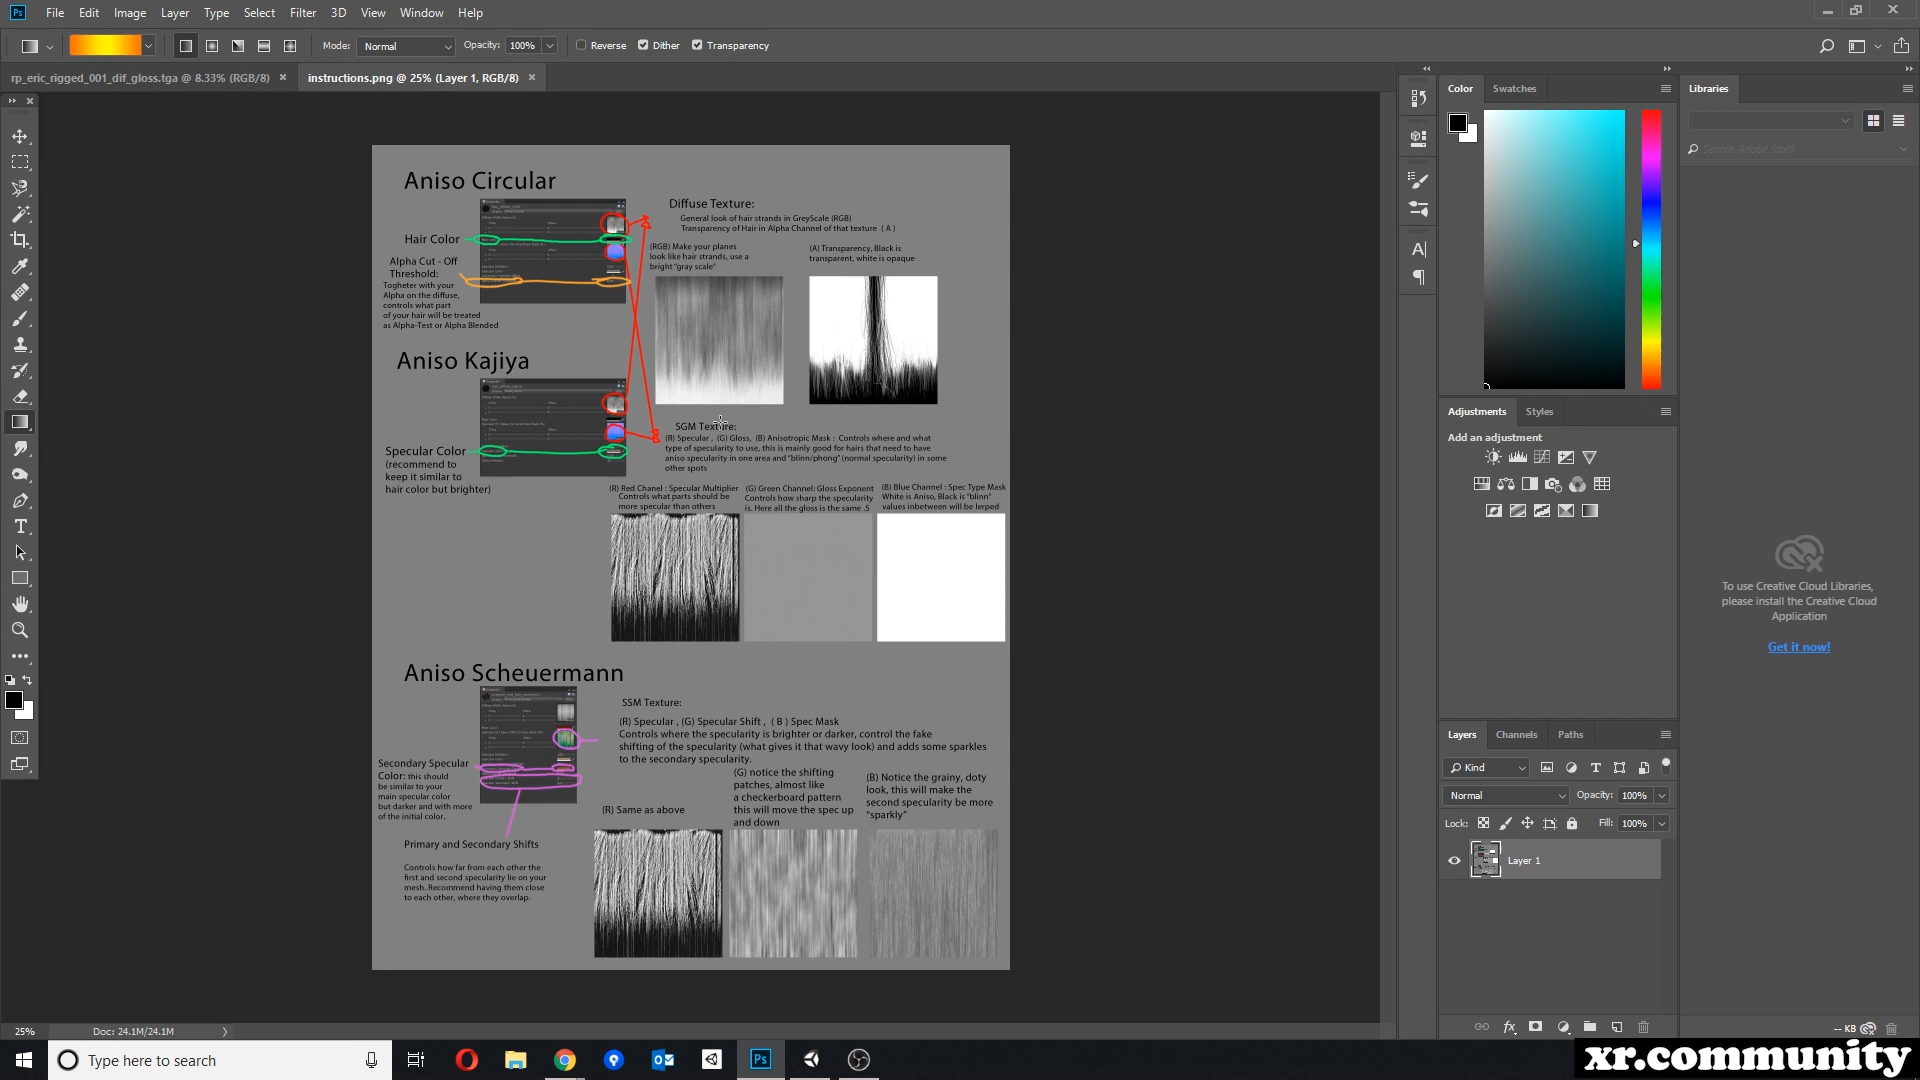 Ps File Edit Image Layer Type Select Filter 3D View Window Help
Mode: Normal Opacity: 100% Reverse Dither Transparency
rp_eric_rigged_001_dif_gloss.tga @ 8.33% (RGB/8) × instructions.png @ 25% (Layer 1, RGB/8) ×
Aniso Circular
Hair Color
Alpha Cut - Off
Threshold:
Togheter with your
Alpha on the diffuse,
controls what part
of your hair will be treated
as Alpha-Test or Alpha Blended
Diffuse Texture:
General look of hair strands in GreyScale (RGB)
Transparency of Hair in Alpha Channel of that texture ( A )
(RGB) Make your planes
look like hair strands, use a
bright "gray scale"
(A) Transparency, Black is
transparent, white is opaque
Aniso Kajiya
Specular Color
(recommend to
keep it similar to
hair color but brighter)
SGM Texture:
(R) Specular , (G) Gloss, (B) Anisotropic Mask : Controls where and what
type of specularity to use, this is mainly good for hairs that need to have
aniso specularity in one area and "blinn/phong" (normal specularity) in some
other spots
(R) Red Chanel : Specular Multiplier
Controls what parts should be
more specular than others
(G) Green Channel: Gloss Exponent
Controls how sharp the specularity
is. Here all the gloss is the same .5
(B) Blue Channel : Spec Type Mask
White is Aniso, Black is "blinn"
values inbetween will be lerped
Aniso Scheuermann
SSM Texture:
(R) Specular , (G) Specular Shift , ( B ) Spec Mask
Controls where the specularity is brighter or darker, control the fake
shifting of the specularity (what gives it that wavy look) and adds some sparkles
to the secondary specularity.
Secondary Specular
Color: this should
be similar to your
main specular color
but darker and with more
of the initial color.
(R) Same as above
(G) notice the shifting
patches, almost like
a checkerboard pattern
this will move the spec up
and down
(B) Notice the grainy, doty
look, this will make the
second specularity be more
"sparkly"
Primary and Secondary Shifts
Controls how far from each other the
first and second specularity lie on your
mesh. Recommend having them close
to each other, where they overlap.
Color Swatches
Adjustments Styles
Add an adjustment
Layers Channels Paths
Kind
Normal Opacity: 100%
Lock: Fill: 100%
Layer 1
fx
Libraries
Search Adobe Stock
To use Creative Cloud Libraries,
please install the Creative Cloud
Application
Get it now!
-- KB
25% Doc: 24.1M/24.1M
Type here to search
Ps
xr.community